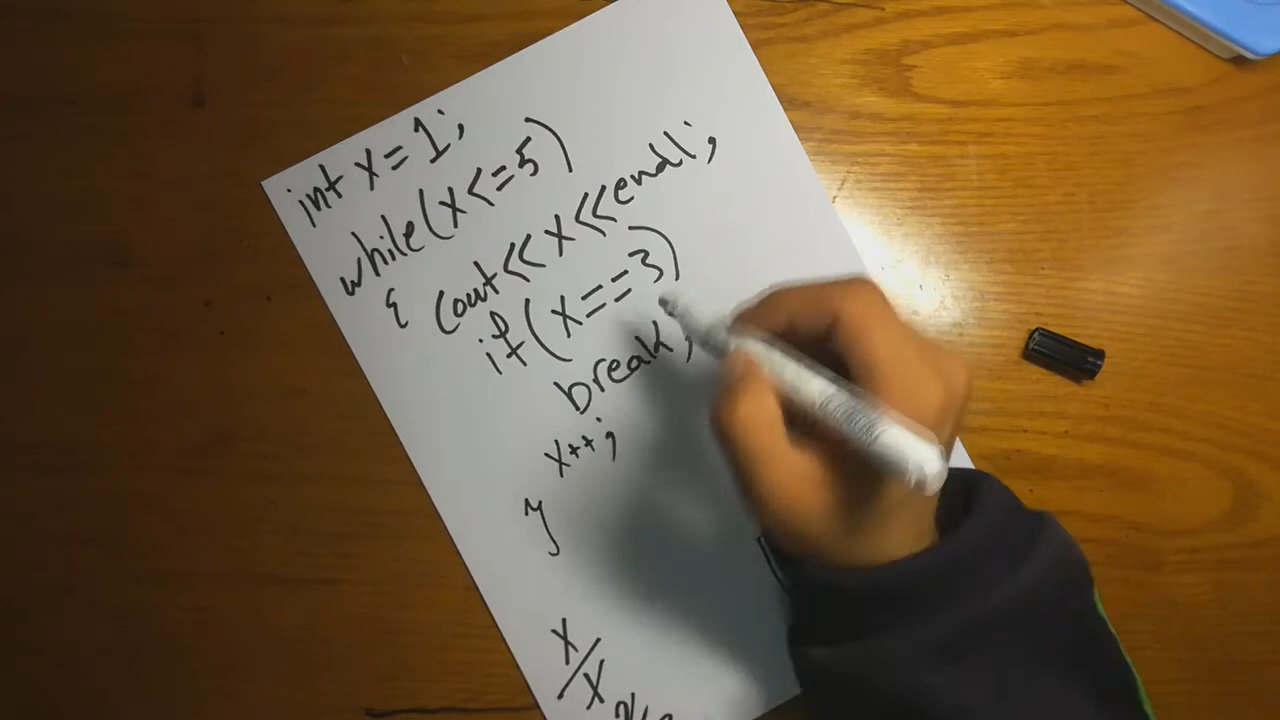 int x = 1;
while(x<=5)
{ cout<<x<<endl;
if(x==3)
break;
x++;
}
x/x